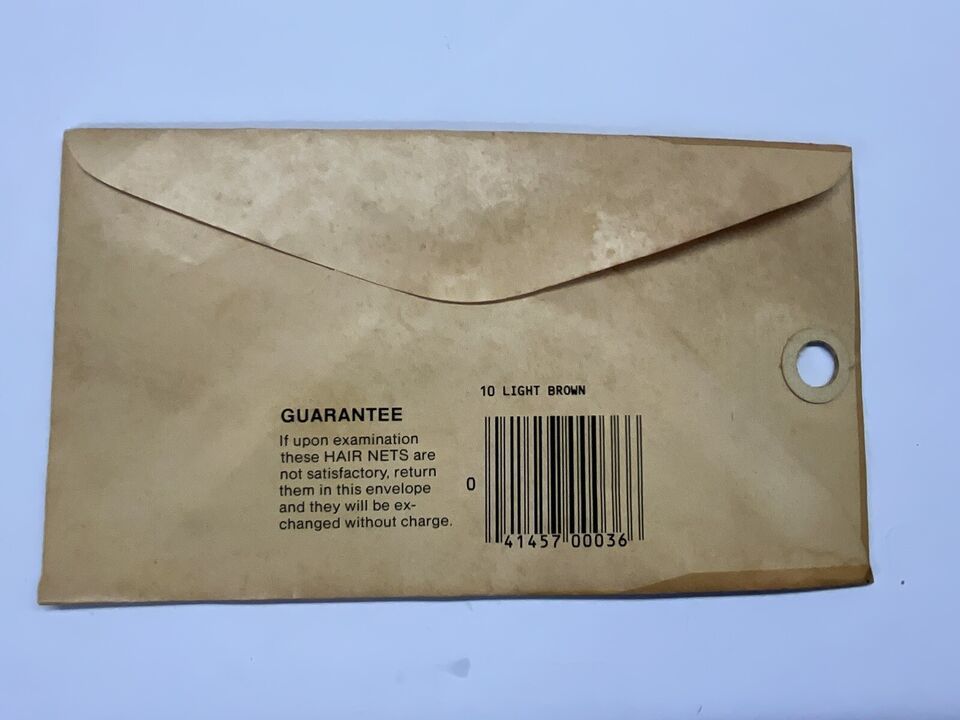 10 LIGHT BROWN
GUARANTEE
If upon examination
these HAIR NETS are
not satisfactory, return
them in this envelope
and they will be ex-
changed without charge.
0 41457 00036